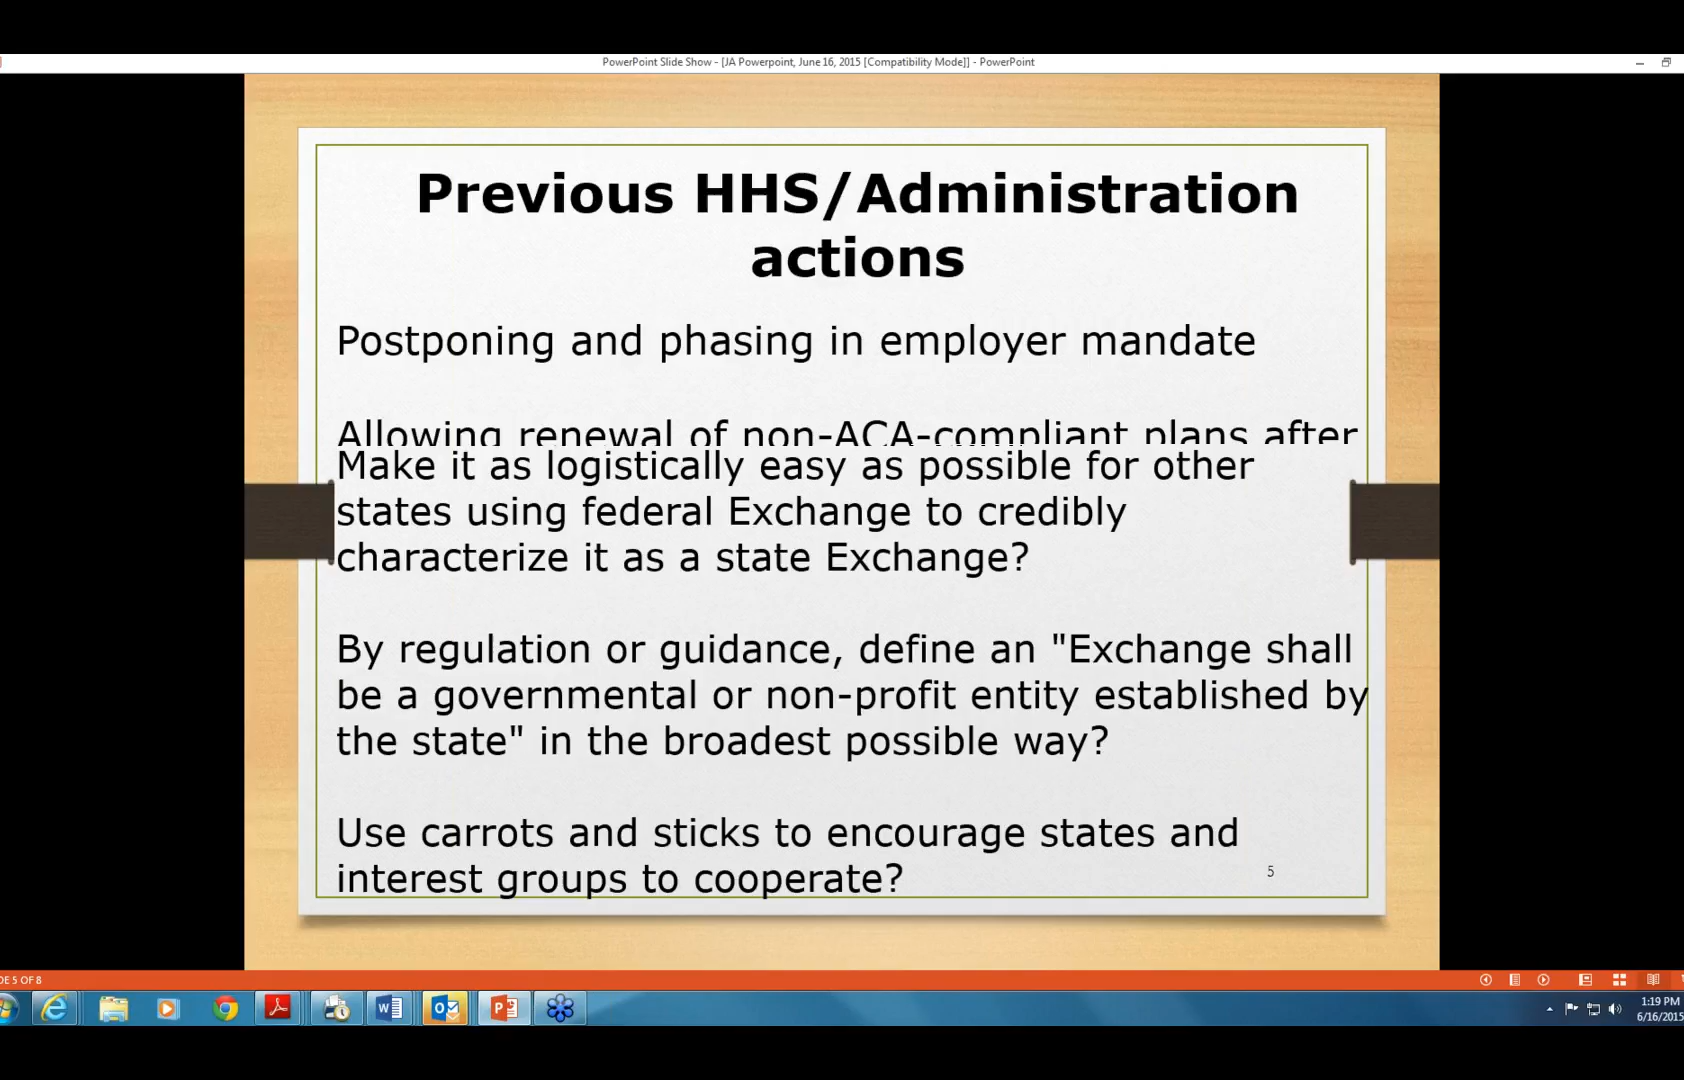 PowerPoint Slide Show - [JA Powerpoint, June 16, 2015 [Compatibility Mode]] - PowerPoint
Previous HHS/Administration
actions
Postponing and phasing in employer mandate
Allowing renewal of non-ACA-compliant plans after
Make it as logistically easy as possible for other
states using federal Exchange to credibly
characterize it as a state Exchange?
By regulation or guidance, define an "Exchange shall
be a governmental or non-profit entity established by
the state" in the broadest possible way?
Use carrots and sticks to encourage states and
interest groups to cooperate?
5
DE 5 OF 8
1:19 PM
6/16/2015